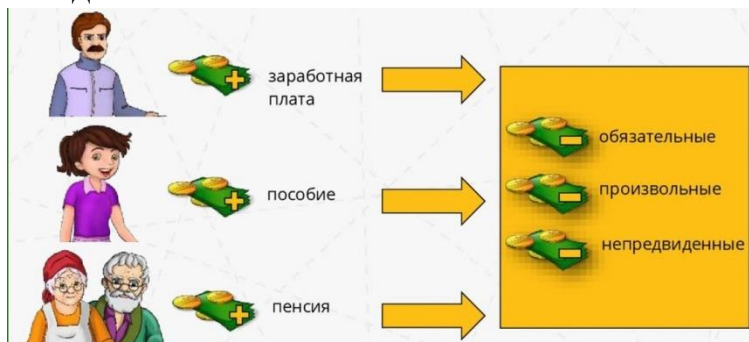 заработная
плата
обязательные
пособие
произвольные
непредвиденные
пенсия